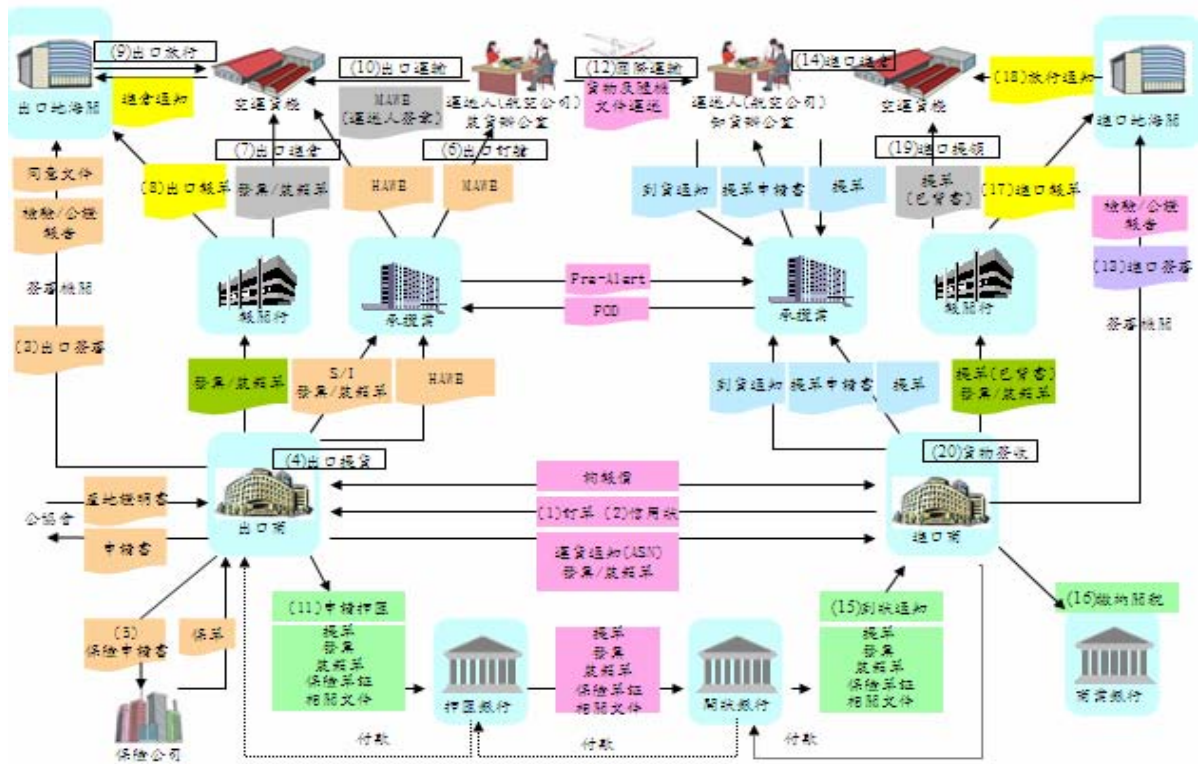 (9)出口放行
(10)出口運輸
(12)國際運輸
(14)進口進倉
(18)放行通知
出口地海關
進倉通知
空運貨棧
MAWB
(運送人簽章)
運送人(航空公司)
裝貨辦公室
貨物及隨機
文件運送
運送人(航空公司)
卸貨辦公室
空運貨棧
進口地海關
(7)出口進倉
(6)出口訂艙
(19)進口提領
同意文件
檢驗/公證
報告
(8)出口報單
發票/裝箱單
HAWB
MAWB
到貨通知
提單申請書
提單
提單
(已背書)
(17)進口報單
檢驗/公證
報告
(13)進口簽審
簽審機關
報關行
承攬業
Pre-Alert
POD
承攬業
報關行
簽審機關
(3)出口簽審
發票/裝箱單
S/I
發票/裝箱單
HAWB
到貨通知
提單申請書
提單
提單(已背書)
發票/裝箱單
(4)出口提貨
(20)貨物簽收
產地證明書
公協會
申請書
出口商
詢報價
(1)訂單 (2)信用狀
運貨通知(ASN)
發票/裝箱單
進口商
(5)
保險申請書
保單
保險公司
(11)申請押匯
提單
發票
裝箱單
保險單証
相關文件
押匯銀行
提單
發票
裝箱單
保險單証
相關文件
開狀銀行
(15)到狀通知
提單
發票
裝箱單
保險單証
相關文件
(16)繳納關稅
商業銀行
付款
付款
付款